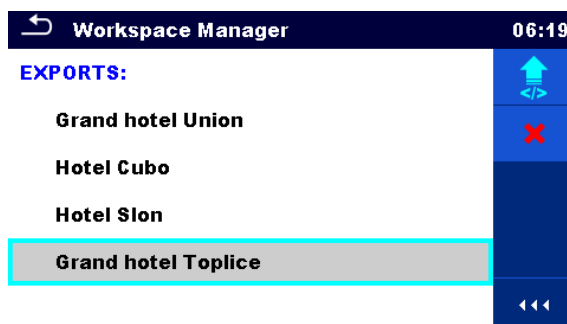 Workspace Manager 06:19
EXPORTS:
</>
Grand hotel Union
Hotel Cubo
Hotel Slon
Grand hotel Toplice